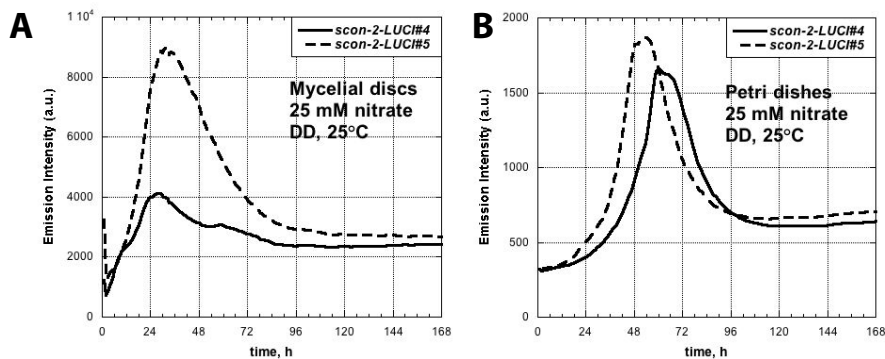 A
1 10⁴
8000
6000
4000
2000
0
Emission Intensity (a.u.)
scon-2-LUCI#4
scon-2-LUCI#5
Mycelial discs
25 mM nitrate
DD, 25°C
0 24 48 72 96 120 144 168
time, h
B
2000
1500
1000
500
0
Emission Intensity (a.u.)
scon-2-LUCI#4
scon-2-LUCI#5
Petri dishes
25 mM nitrate
DD, 25°C
0 24 48 72 96 120 144 168
time, h